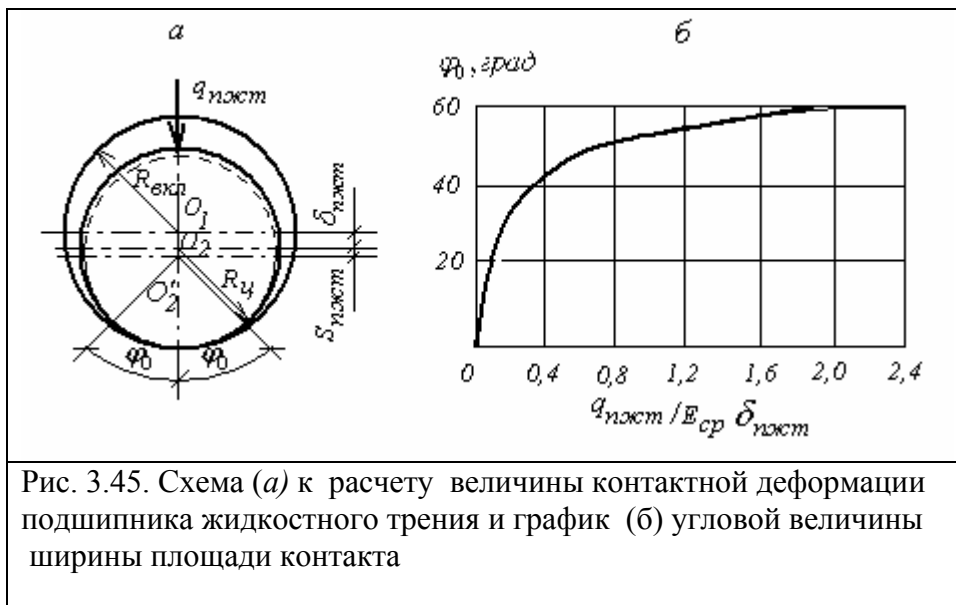 а
б
φ₀, град
q пжт
R вкл
O₁
O₂
O₂"
R ц
δ пжт
S пжт
φ₀ φ₀
60
40
20
0 0,4 0,8 1,2 1,6 2,0 2,4
q пжт / E ср δ пжт
Рис. 3.45. Схема (а) к расчету величины контактной деформации
подшипника жидкостного трения и график (б) угловой величины
ширины площади контакта